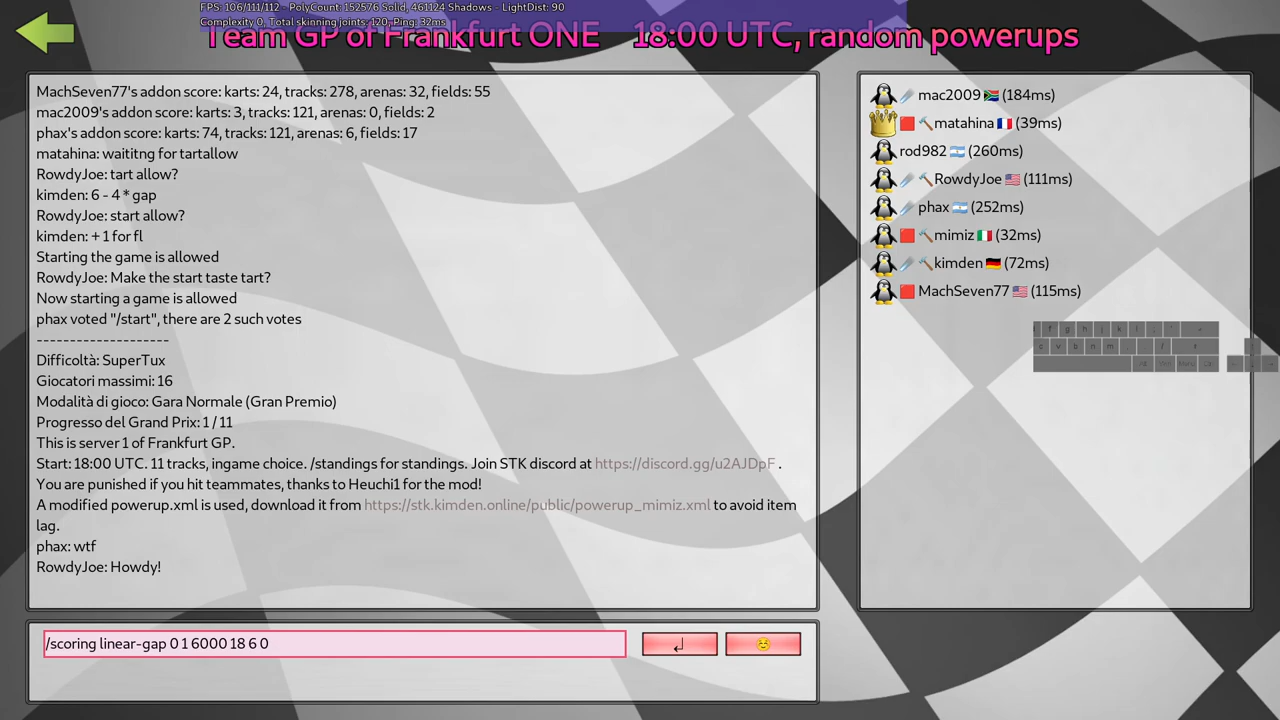 FPS: 106/111/112 - PolyCount: 152576 Solid, 461124 Shadows - LightDist: 90
Complexity 0, Total skinning joints: 120, Ping: 32ms
Team GP of Frankfurt ONE 18:00 UTC, random powerups
MachSeven77's addon score: karts: 24, tracks: 278, arenas: 32, fields: 55
mac2009's addon score: karts: 3, tracks: 121, arenas: 0, fields: 2
phax's addon score: karts: 74, tracks: 121, arenas: 6, fields: 17
matahina: waititng for tartallow
RowdyJoe: tart allow?
kimden: 6 - 4 * gap
RowdyJoe: start allow?
kimden: + 1 for fl
Starting the game is allowed
RowdyJoe: Make the start taste tart?
Now starting a game is allowed
phax voted "/start", there are 2 such votes
--------------------
Difficoltà: SuperTux
Giocatori massimi: 16
Modalità di gioco: Gara Normale (Gran Premio)
Progresso del Grand Prix: 1 / 11
This is server 1 of Frankfurt GP.
Start: 18:00 UTC. 11 tracks, ingame choice. /standings for standings. Join STK discord at https://discord.gg/u2AJDpF .
You are punished if you hit teammates, thanks to Heuchi1 for the mod!
A modified powerup.xml is used, download it from https://stk.kimden.online/public/powerup_mimiz.xml to avoid item
lag.
phax: wtf
RowdyJoe: Howdy!
/scoring linear-gap 0 1 6000 18 6 0
mac2009 (184ms)
matahina (39ms)
rod982 (260ms)
RowdyJoe (111ms)
phax (252ms)
mimiz (32ms)
kimden (72ms)
MachSeven77 (115ms)
f g h j k l ; '
c v b n m . /